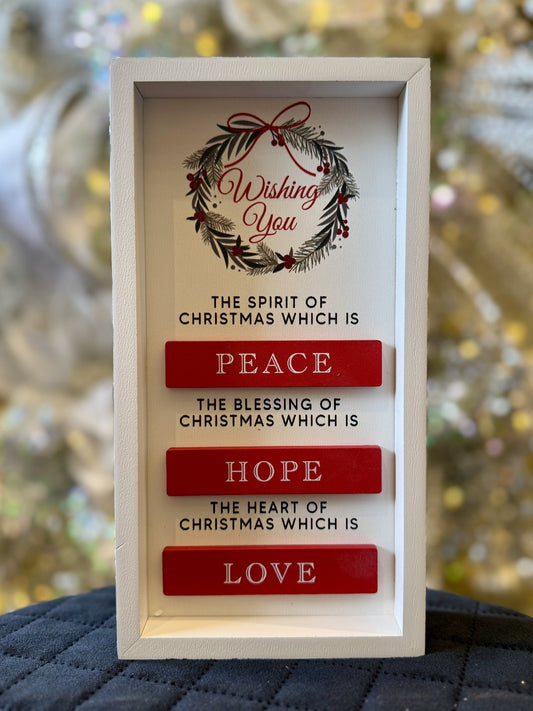 Wishing
You
THE SPIRIT OF
CHRISTMAS WHICH IS
PEACE
THE BLESSING OF
CHRISTMAS WHICH IS
HOPE
THE HEART OF
CHRISTMAS WHICH IS
LOVE